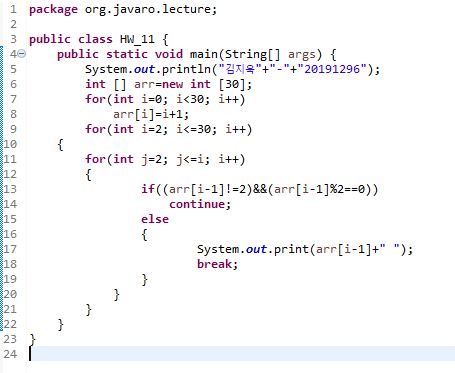 1 package org.javaro.lecture;
2
3 public class HW_11 {
4 public static void main(String[] args) {
5 System.out.println("김지욱"+"-"+"20191296");
6 int [] arr=new int [30];
7 for(int i=0; i<30; i++)
8 arr[i]=i+1;
9 for(int i=2; i<=30; i++)
10 {
11 for(int j=2; j<=i; i++)
12 {
13 if((arr[i-1]!=2)&&(arr[i-1]%2==0))
14 continue;
15 else
16 {
17 System.out.print(arr[i-1]+" ");
18 break;
19 }
20 }
21 }
22 }
23 }
24